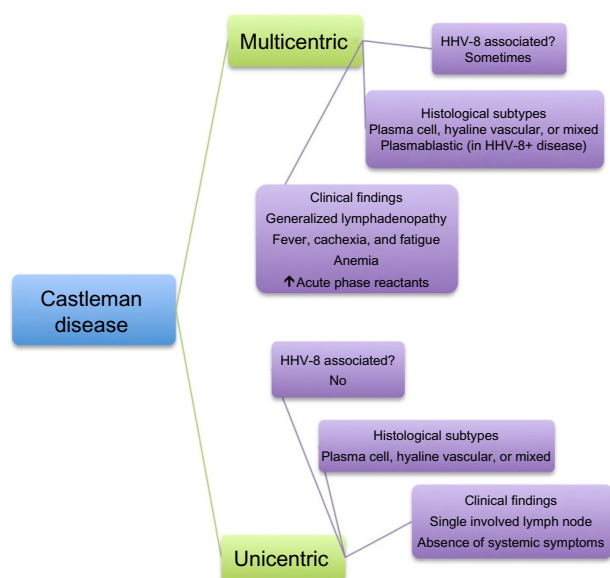 Multicentric
HHV-8 associated?
Sometimes
Histological subtypes
Plasma cell, hyaline vascular, or mixed
Plasmablastic (in HHV-8+ disease)
Clinical findings
Generalized lymphadenopathy
Fever, cachexia, and fatigue
Anemia
↑Acute phase reactants
Castleman
disease
HHV-8 associated?
No
Histological subtypes
Plasma cell, hyaline vascular, or mixed
Clinical findings
Single involved lymph node
Absence of systemic symptoms
Unicentric